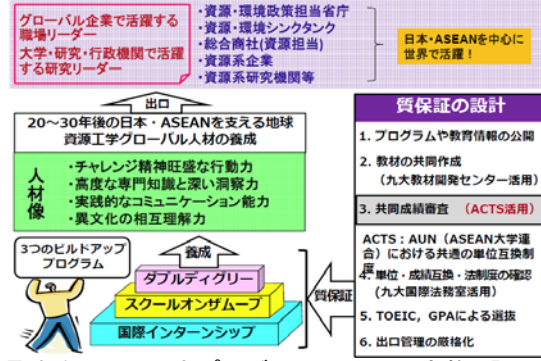 グローバル企業で活躍する
職場リーダー
大学・研究・行政機関で活躍
する研究リーダー
・資源・環境政策担当省庁
・資源・環境シンクタンク
・総合商社(資源担当)
・資源系企業
・資源系研究機関等
日本・ASEANを中心に
世界で活躍！
出口
20～30年後の日本・ASEANを支える地球
資源工学グローバル人材の養成
人材像
・チャレンジ精神旺盛な行動力
・高度な専門知識と深い洞察力
・実践的なコミュニケーション能力
・異文化の相互理解力
養成
3つのビルドアップ
プログラム
ダブルディグリー
スクールオンザムーブ
国際インターンシップ
質保証
質保証の設計
1. プログラムや教育情報の公開
2. 教材の共同作成
（九大教材開発センター活用）
3. 共同成績審査　（ACTS活用）
ACTS：AUN（ASEAN大学連
合）における共通の単位互換制
度
4. 単位・成績互換・法制度の確認
（九大国際法務室活用）
5. TOEIC，GPAによる選抜
6. 出口管理の厳格化